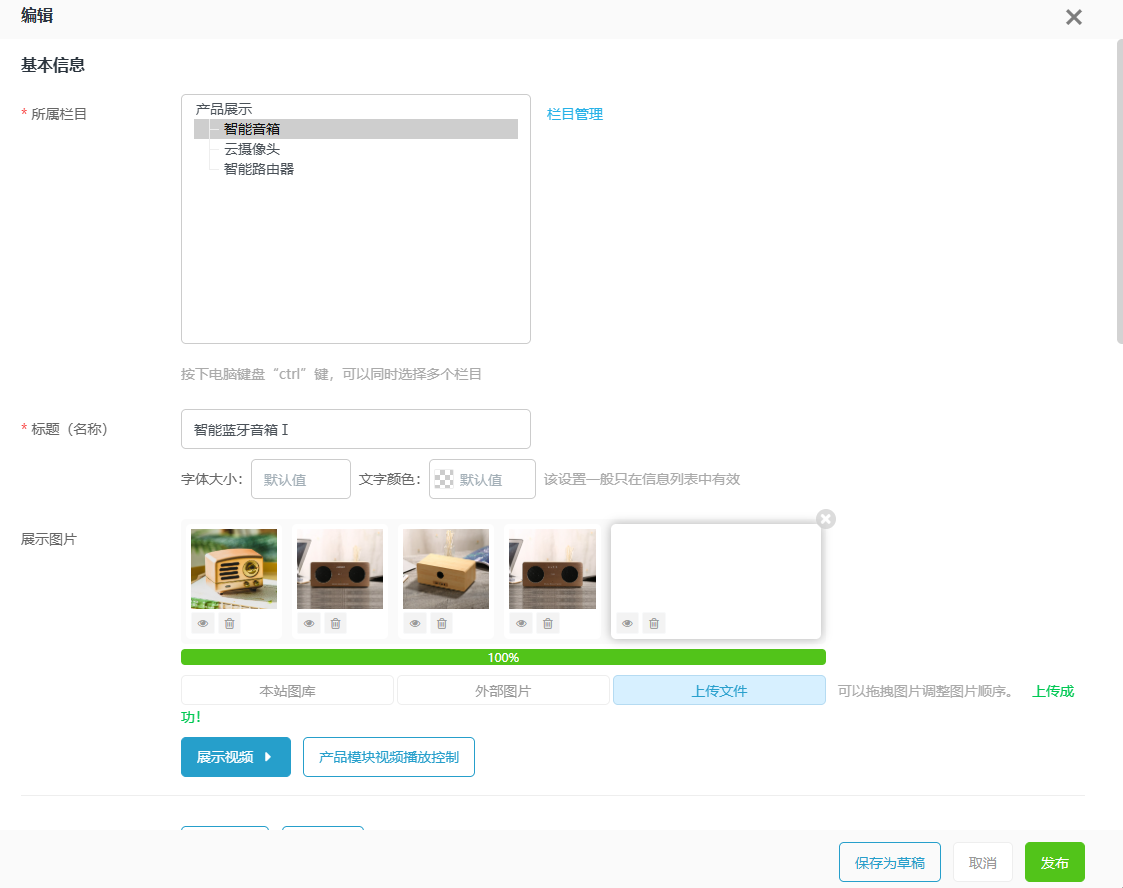 编辑
基本信息
* 所属栏目
产品展示
智能音箱
云摄像头
智能路由器
栏目管理
按下电脑键盘“ctrl”键，可以同时选择多个栏目
* 标题（名称）
智能蓝牙音箱 I
字体大小： 默认值 文字颜色： 默认值 该设置一般只在信息列表中有效
展示图片
100%
本站图库 外部图片 上传文件 可以拖拽图片调整图片顺序。 上传成
功！
展示视频 产品模块视频播放控制
保存为草稿 取消 发布